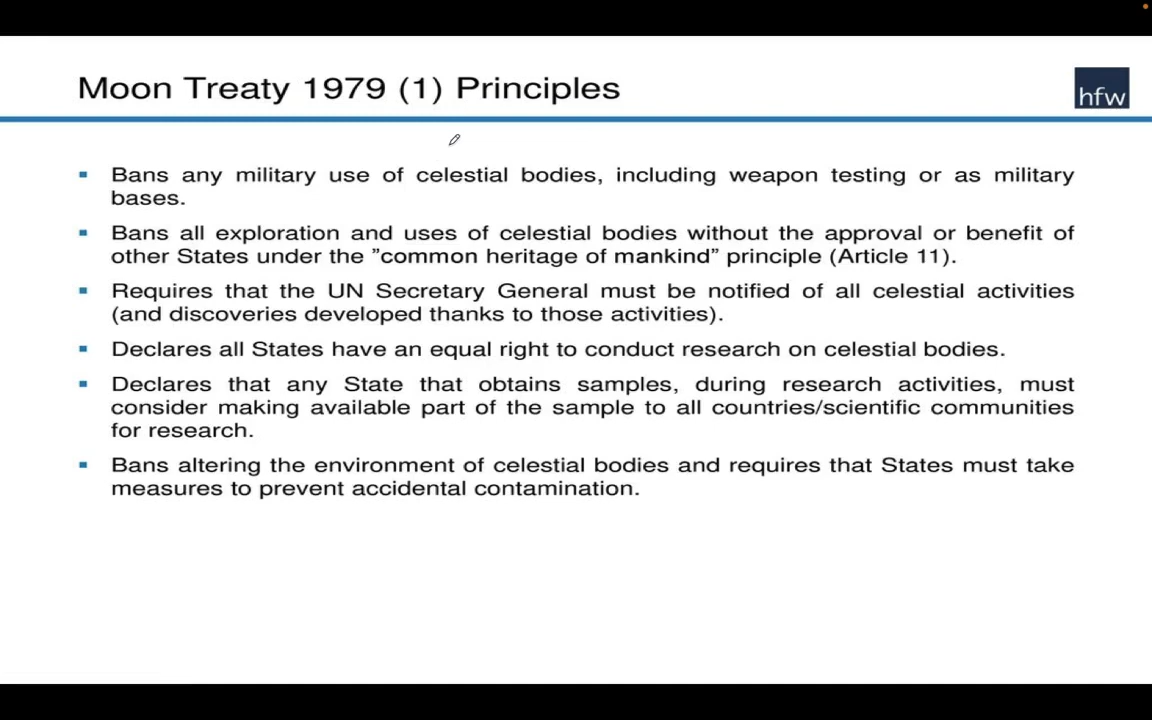 Moon Treaty 1979 (1) Principles
hfw
▪ Bans any military use of celestial bodies, including weapon testing or as military
bases.
▪ Bans all exploration and uses of celestial bodies without the approval or benefit of
other States under the ”common heritage of mankind” principle (Article 11).
▪ Requires that the UN Secretary General must be notified of all celestial activities
(and discoveries developed thanks to those activities).
▪ Declares all States have an equal right to conduct research on celestial bodies.
▪ Declares that any State that obtains samples, during research activities, must
consider making available part of the sample to all countries/scientific communities
for research.
▪ Bans altering the environment of celestial bodies and requires that States must take
measures to prevent accidental contamination.